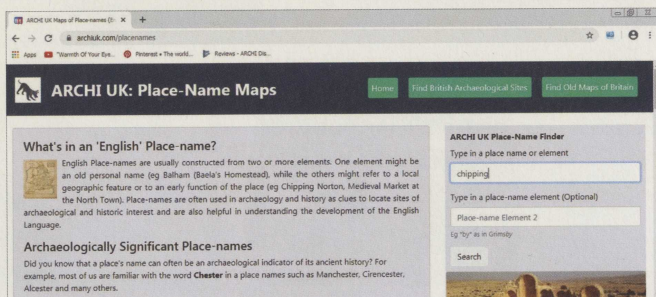 ARCHI UK Maps of Place-names (3-
archiuk.com/placenames
Apps "Warmth Of Your Eye... Pinterest • The world... Reviews - ARCHI Dis...
ARCHI UK: Place-Name Maps
Home Find British Archaeological Sites Find Old Maps of Britain
What's in an 'English' Place-name?
English Place-names are usually constructed from two or more elements. One element might be
an old personal name (eg Balham (Baela's Homestead), while the others might refer to a local
geographic feature or to an early function of the place (eg Chipping Norton, Medieval Market at
the North Town). Place-names are often used in archaeology and history as clues to locate sites of
archaeological and historic interest and are also helpful in understanding the development of the English
Language.
Archaeologically Significant Place-names
Did you know that a place's name can often be an archaeological indicator of its ancient history? For
example, most of us are familiar with the word Chester in a place names such as Manchester, Cirencester,
Alcester and many others.
ARCHI UK Place-Name Finder
Type in a place name or element
chipping
Type in a place-name element (Optional)
Place-name Element 2
Eg "by" as in Grimsby
Search